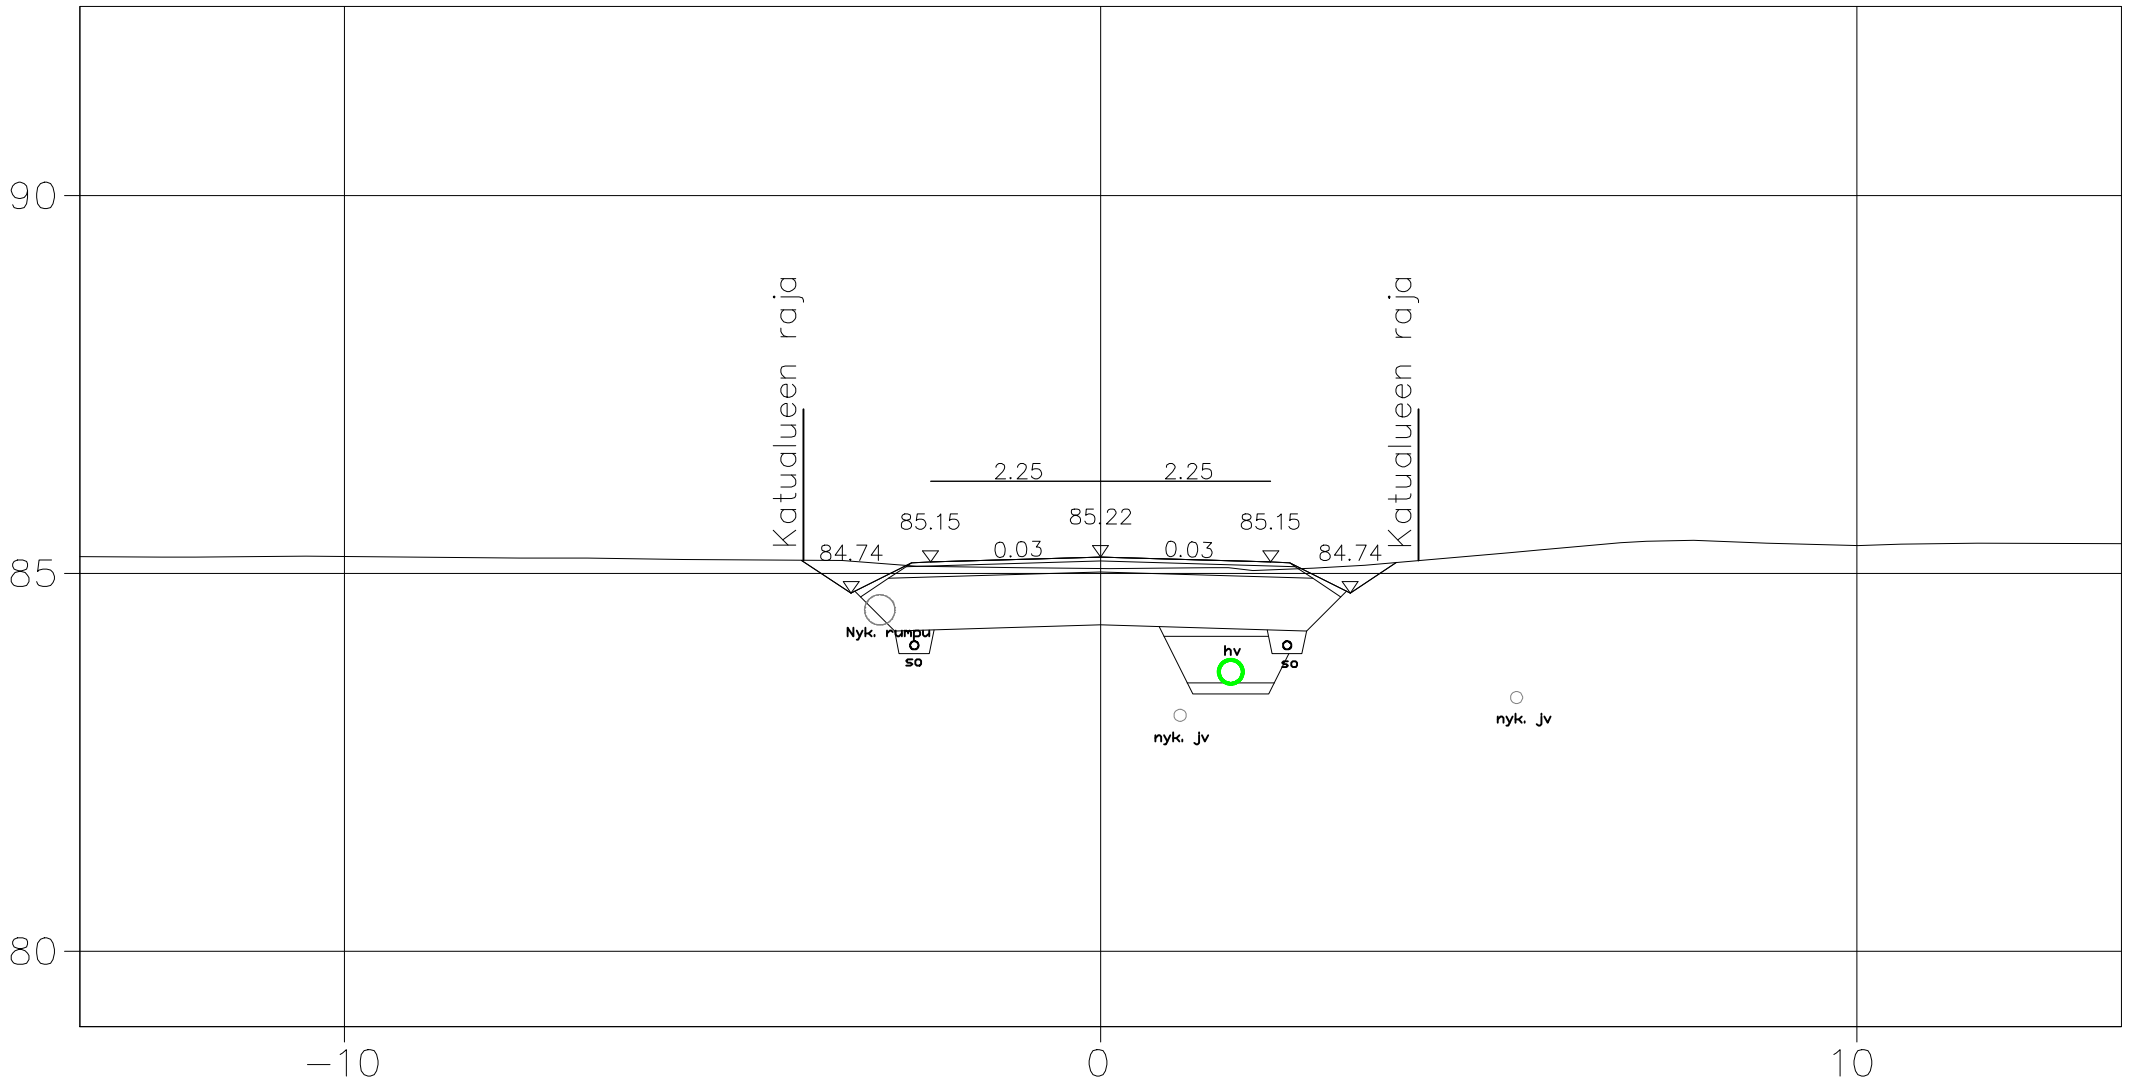 90
Katualueen raja
Katualueen raja
2.25
2.25
85.15
85.22
85.15
84.74
0.03
0.03
84.74
85
Nyk. rumpu
so
hv
so
nyk. jv
nyk. jv
80
-10
0
10